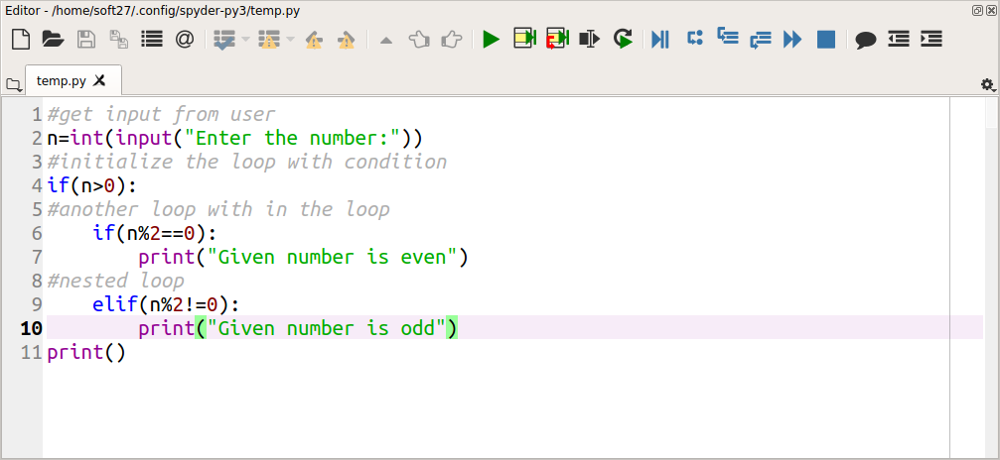 Editor - /home/soft27/.config/spyder-py3/temp.py
@
temp.py
1 #get input from user
2 n=int(input("Enter the number:"))
3 #initialize the loop with condition
4 if(n>0):
5 #another loop with in the loop
6     if(n%2==0):
7         print("Given number is even")
8 #nested loop
9     elif(n%2!=0):
10         print("Given number is odd")
11 print()